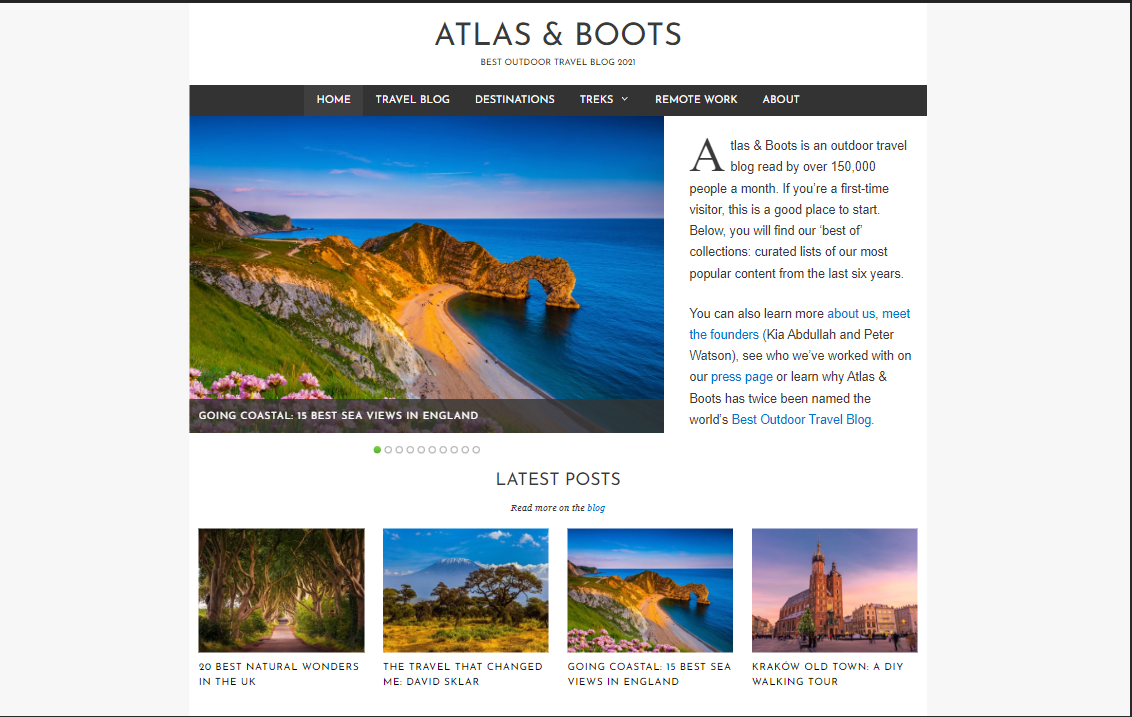 ATLAS & BOOTS
BEST OUTDOOR TRAVEL BLOG 2021
HOME TRAVEL BLOG DESTINATIONS TREKS REMOTE WORK ABOUT
Atlas & Boots is an outdoor travel
blog read by over 150,000
people a month. If you’re a first-time
visitor, this is a good place to start.
Below, you will find our ‘best of’
collections: curated lists of our most
popular content from the last six years.
You can also learn more about us, meet
the founders (Kia Abdullah and Peter
Watson), see who we’ve worked with on
our press page or learn why Atlas &
Boots has twice been named the
world’s Best Outdoor Travel Blog.
GOING COASTAL: 15 BEST SEA VIEWS IN ENGLAND
LATEST POSTS
Read more on the blog
20 BEST NATURAL WONDERS
IN THE UK
THE TRAVEL THAT CHANGED
ME: DAVID SKLAR
GOING COASTAL: 15 BEST SEA
VIEWS IN ENGLAND
KRAKÓW OLD TOWN: A DIY
WALKING TOUR